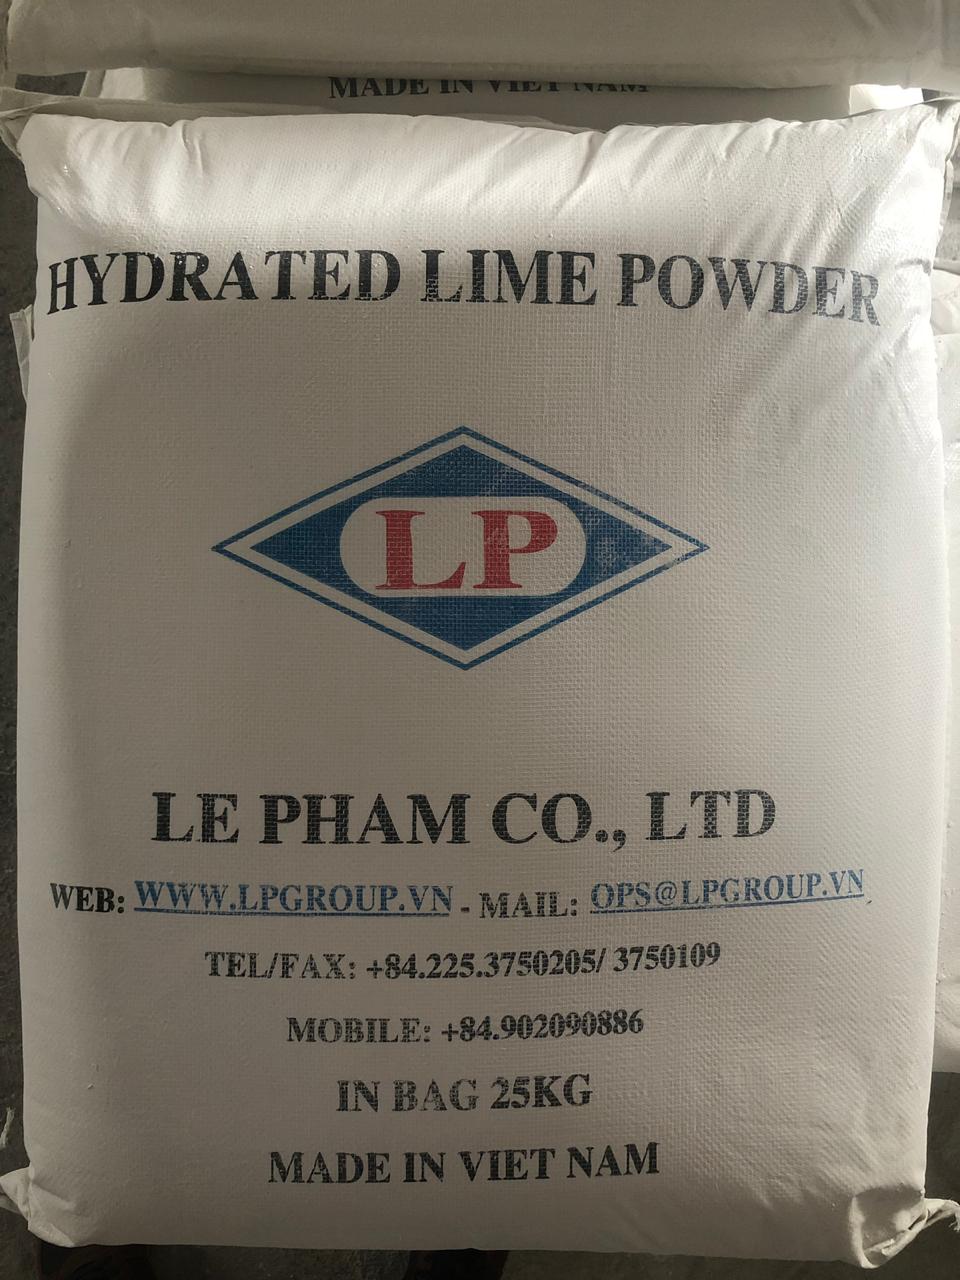 MADE IN VIET NAM
HYDRATED LIME POWDER
LP
LE PHAM CO., LTD
WEB: WWW.LPGROUP.VN - MAIL: OPS@LPGROUP.VN
TEL/FAX: +84.225.3750205/ 3750109
MOBILE: +84.902090886
IN BAG 25KG
MADE IN VIET NAM